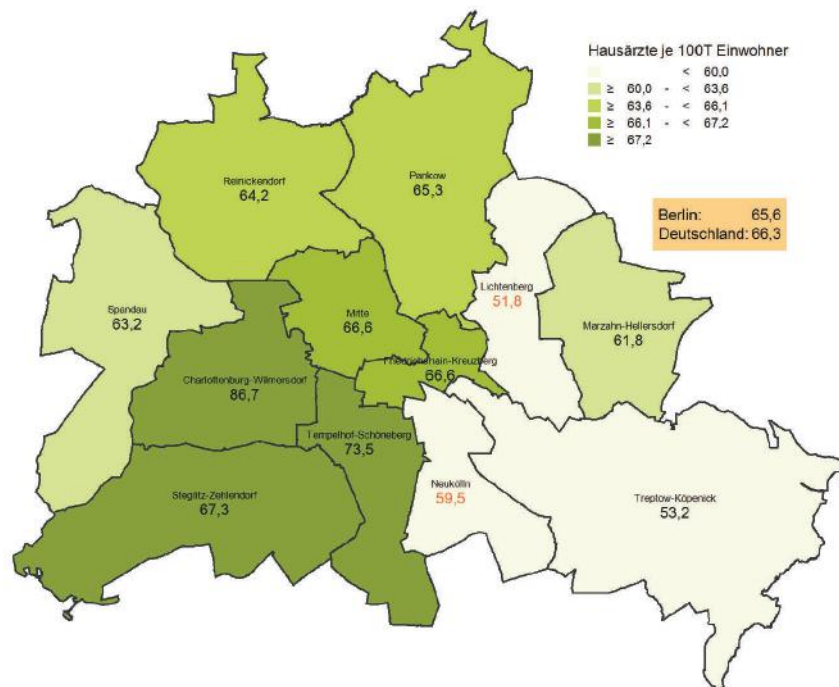 Hausärzte je 100T Einwohner
< 60,0
≥ 60,0 - < 63,6
≥ 63,6 - < 66,1
≥ 66,1 - < 67,2
≥ 67,2
Reinickendorf
64,2
Pankow
65,3
Berlin: 65,6
Deutschland: 66,3
Lichtenberg
51,8
Spandau
63,2
Mitte
66,6
Marzahn-Hellersdorf
61,8
Friedrichshain-Kreuzberg
66,6
Charlottenburg-Wilmersdorf
86,7
Tempelhof-Schöneberg
73,5
Steglitz-Zehlendorf
67,3
Neukölln
59,5
Treptow-Köpenick
53,2